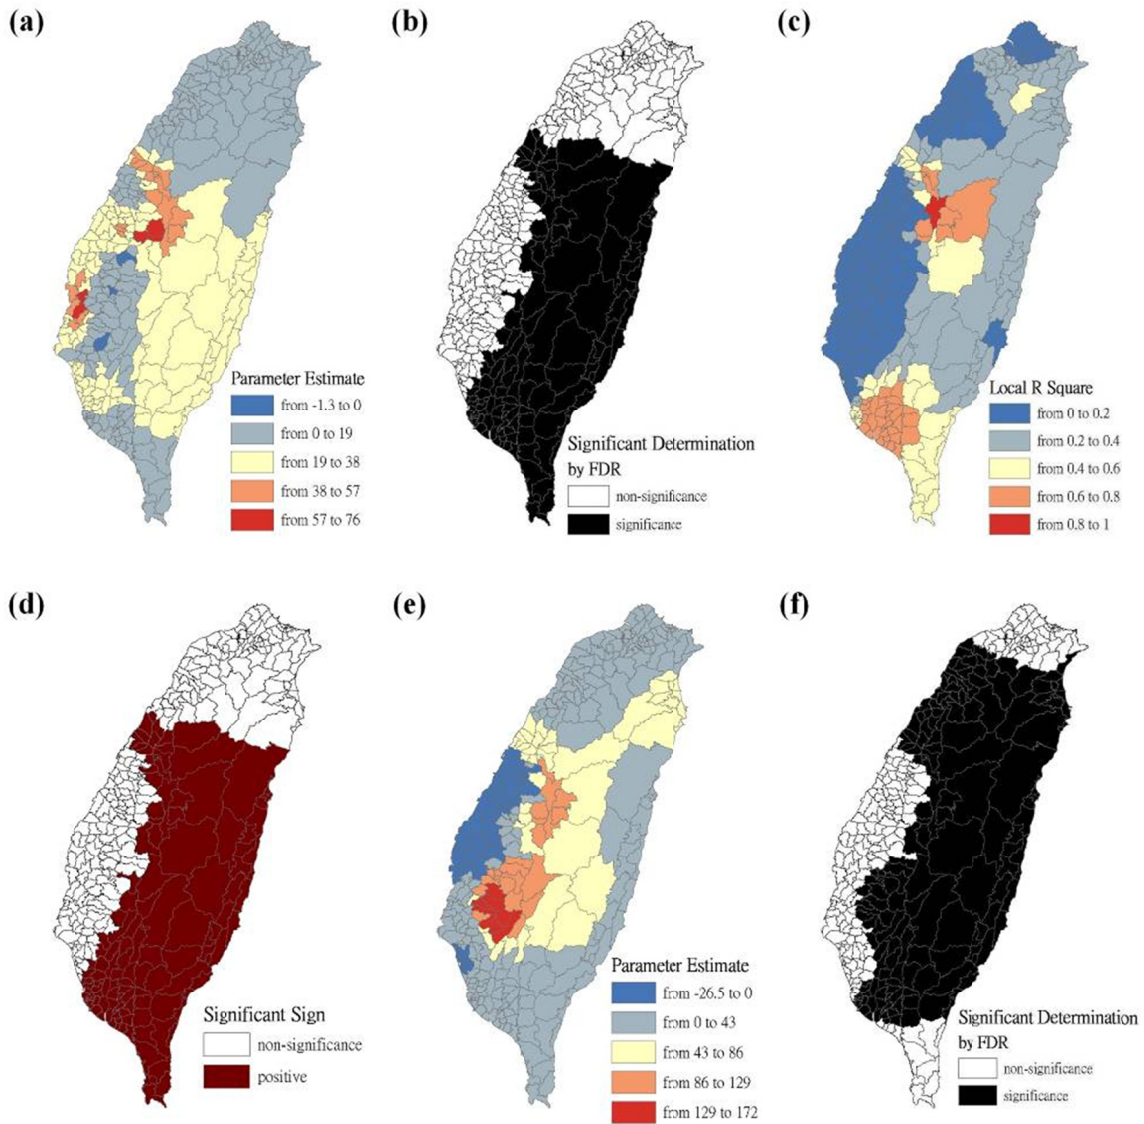 (a)
(b)
(c)
Parameter Estimate
from -1.3 to 0
from 0 to 19
from 19 to 38
from 38 to 57
from 57 to 76
Significant Determination
by FDR
non-significance
significance
Local R Square
from 0 to 0.2
from 0.2 to 0.4
from 0.4 to 0.6
from 0.6 to 0.8
from 0.8 to 1
(d)
(e)
(f)
Significant Sign
non-significance
positive
Parameter Estimate
from -26.5 to 0
from 0 to 43
from 43 to 86
from 86 to 129
from 129 to 172
Significant Determination
by FDR
non-significance
significance